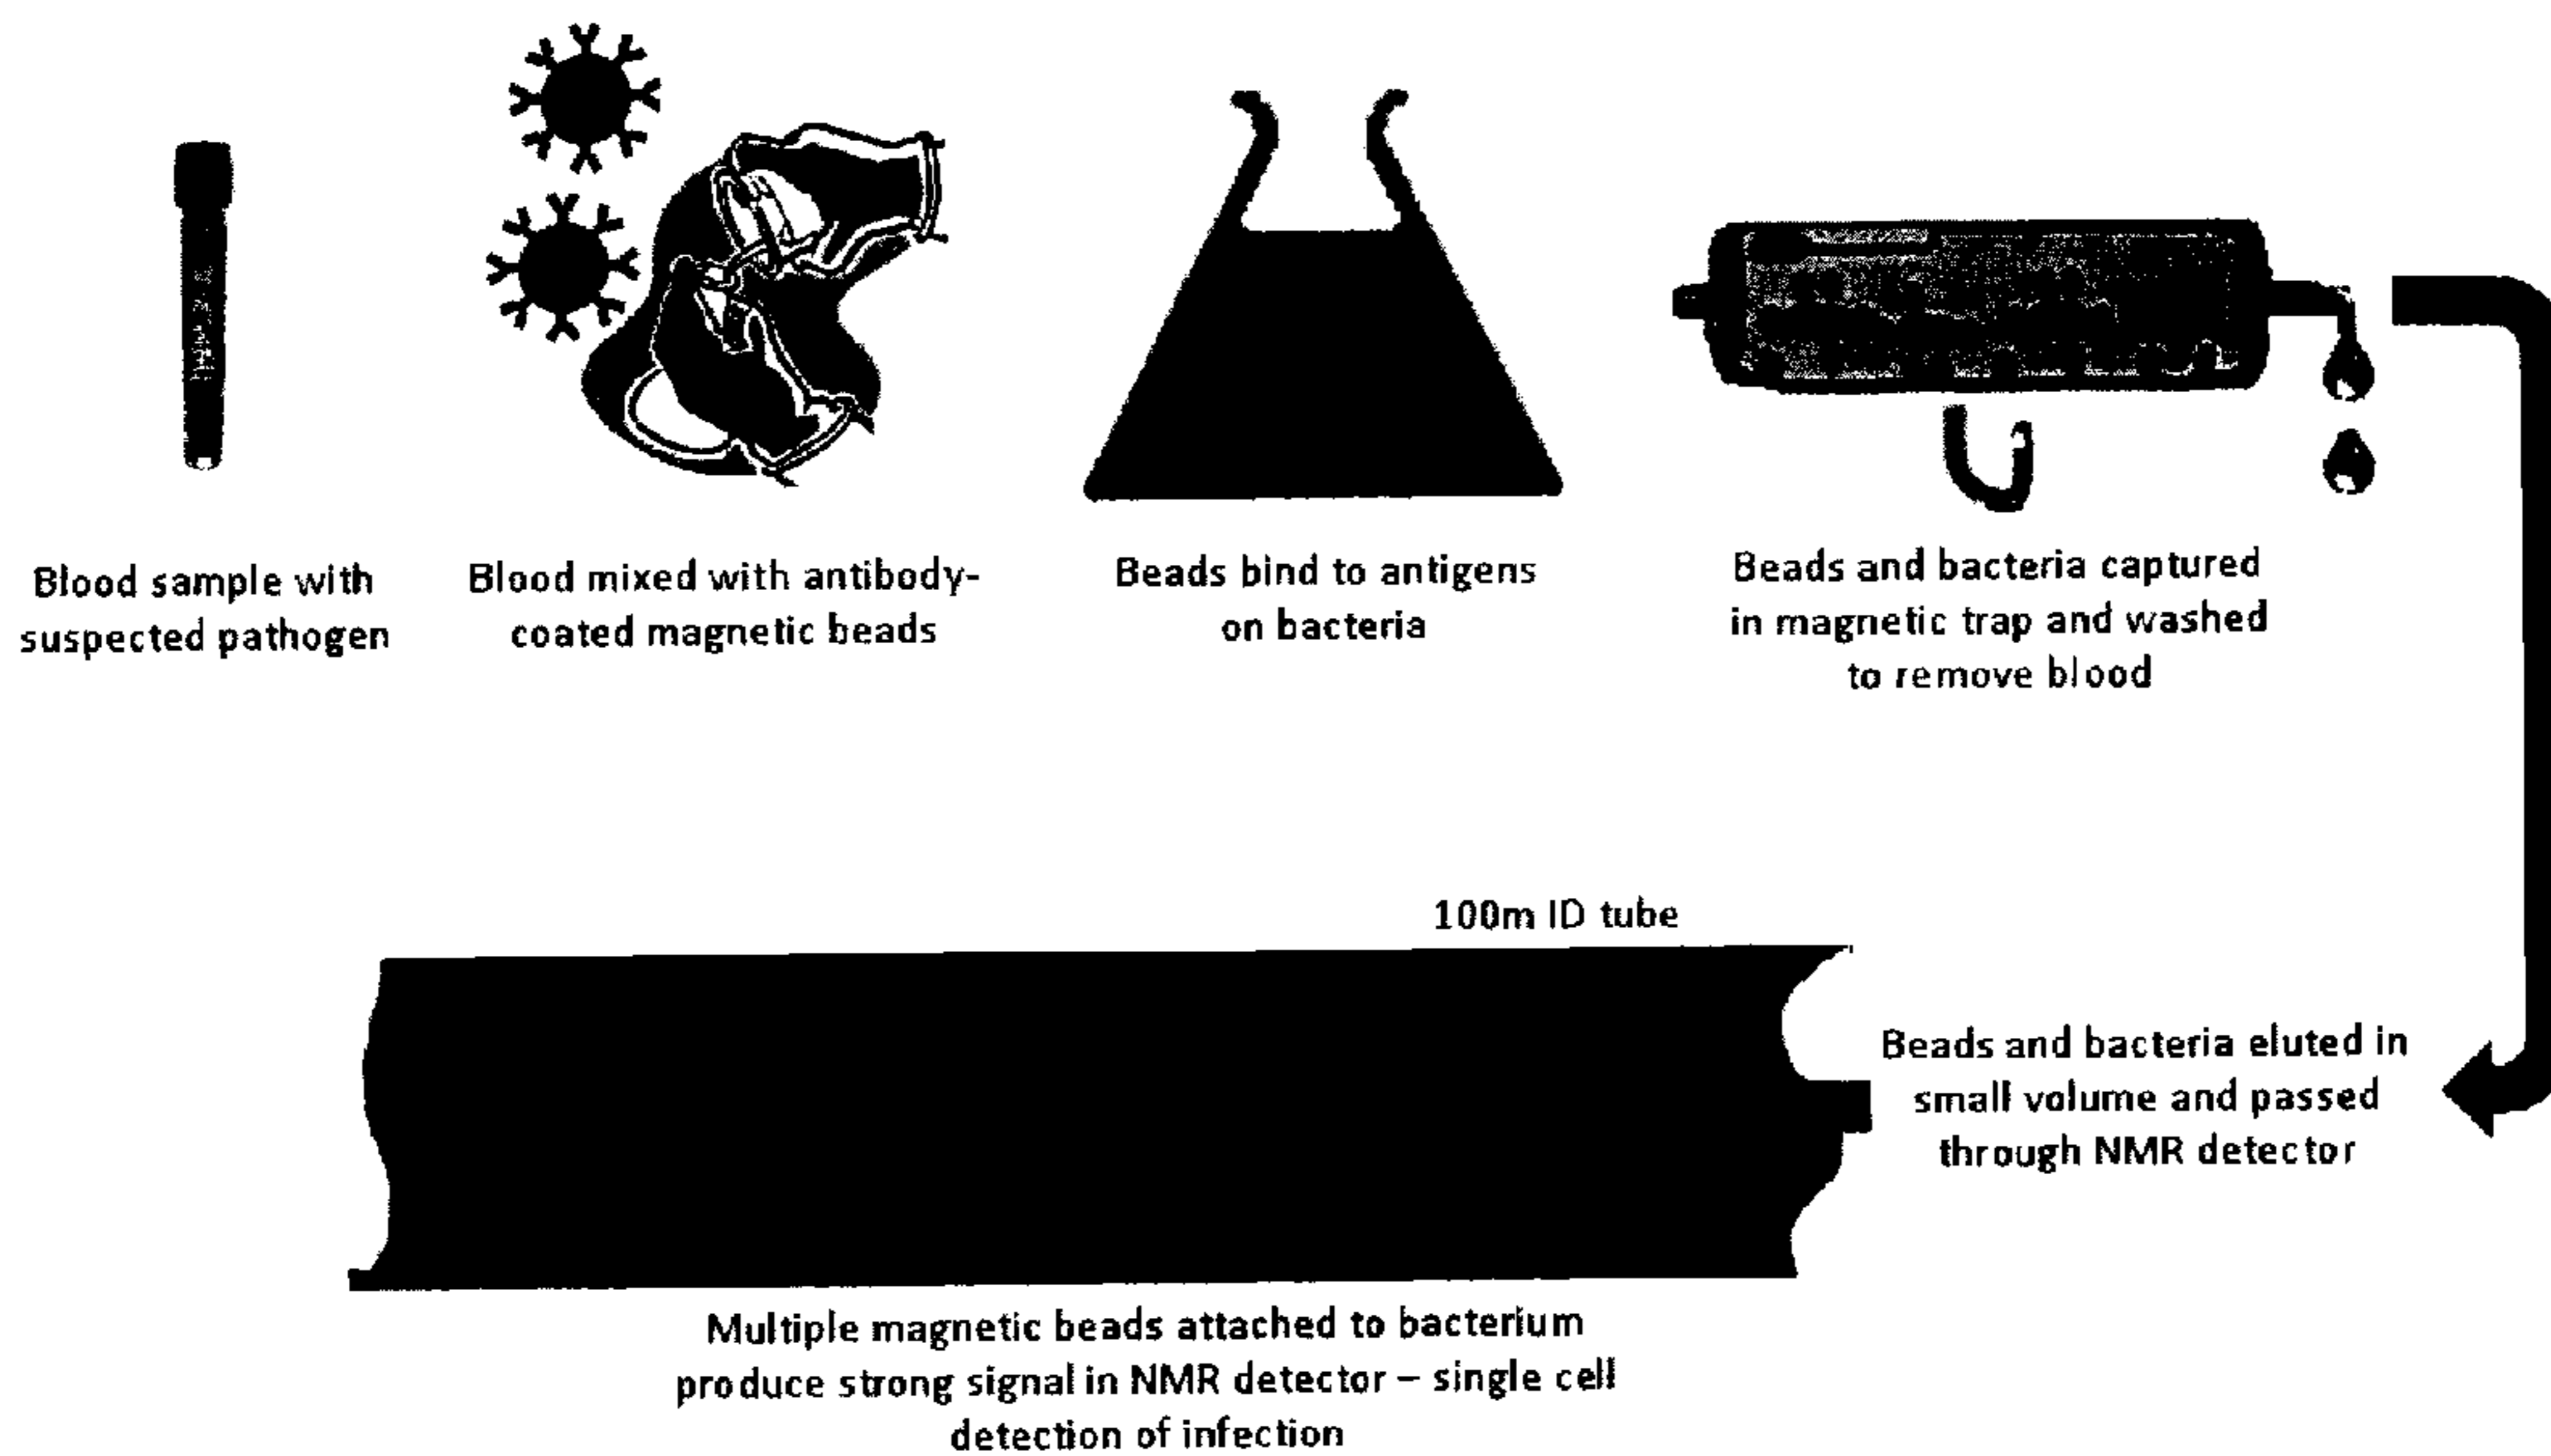 Blood sample with
suspected pathogen
Blood mixed with antibody-
coated magnetic beads
Beads bind to antigens
on bacteria
Beads and bacteria captured
in magnetic trap and washed
to remove blood
100m ID tube
Beads and bacteria eluted in
small volume and passed
through NMR detector
Multiple magnetic beads attached to bacterium
produce strong signal in NMR detector – single cell
detection of infection